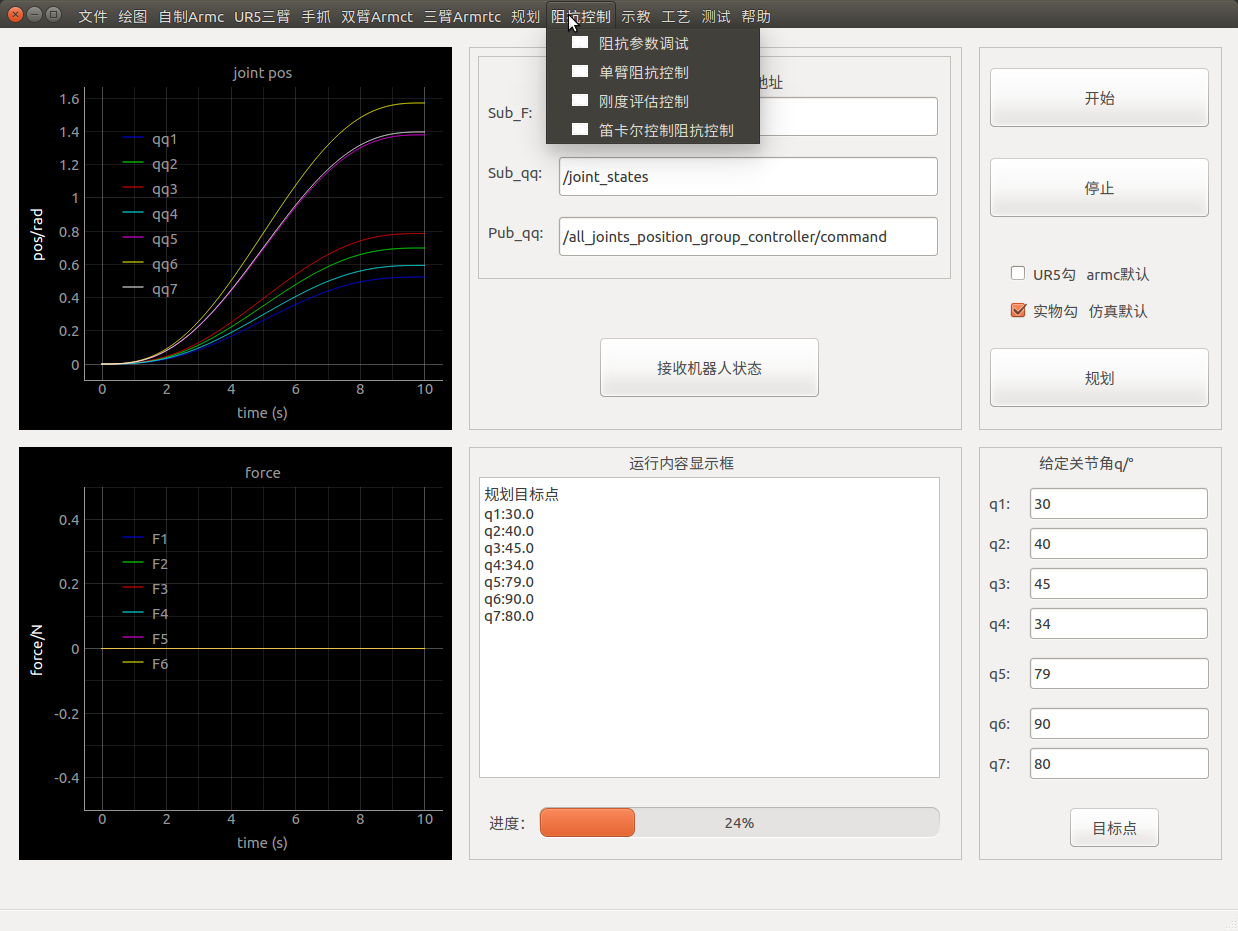 文件 绘图 自制Armc UR5三臂 手抓 双臂Armct 三臂Armrtc 规划 阻抗控制 示教 工艺 测试 帮助
阻抗参数调试
单臂阻抗控制
刚度评估控制
笛卡尔控制阻抗控制
joint pos
1.6
1.4
1.2
1
0.8
0.6
0.4
0.2
0
pos/rad
qq1
qq2
qq3
qq4
qq5
qq6
qq7
0 2 4 6 8 10
time (s)
地址
Sub_F:
Sub_qq: /joint_states
Pub_qq: /all_joints_position_group_controller/command
接收机器人状态
开始
停止
UR5勾 armc默认
实物勾 仿真默认
规划
force
0.4
0.2
0
-0.2
-0.4
force/N
F1
F2
F3
F4
F5
F6
0 2 4 6 8 10
time (s)
运行内容显示框
规划目标点
q1:30.0
q2:40.0
q3:45.0
q4:34.0
q5:79.0
q6:90.0
q7:80.0
进度: 24%
给定关节角q/°
q1: 30
q2: 40
q3: 45
q4: 34
q5: 79
q6: 90
q7: 80
目标点